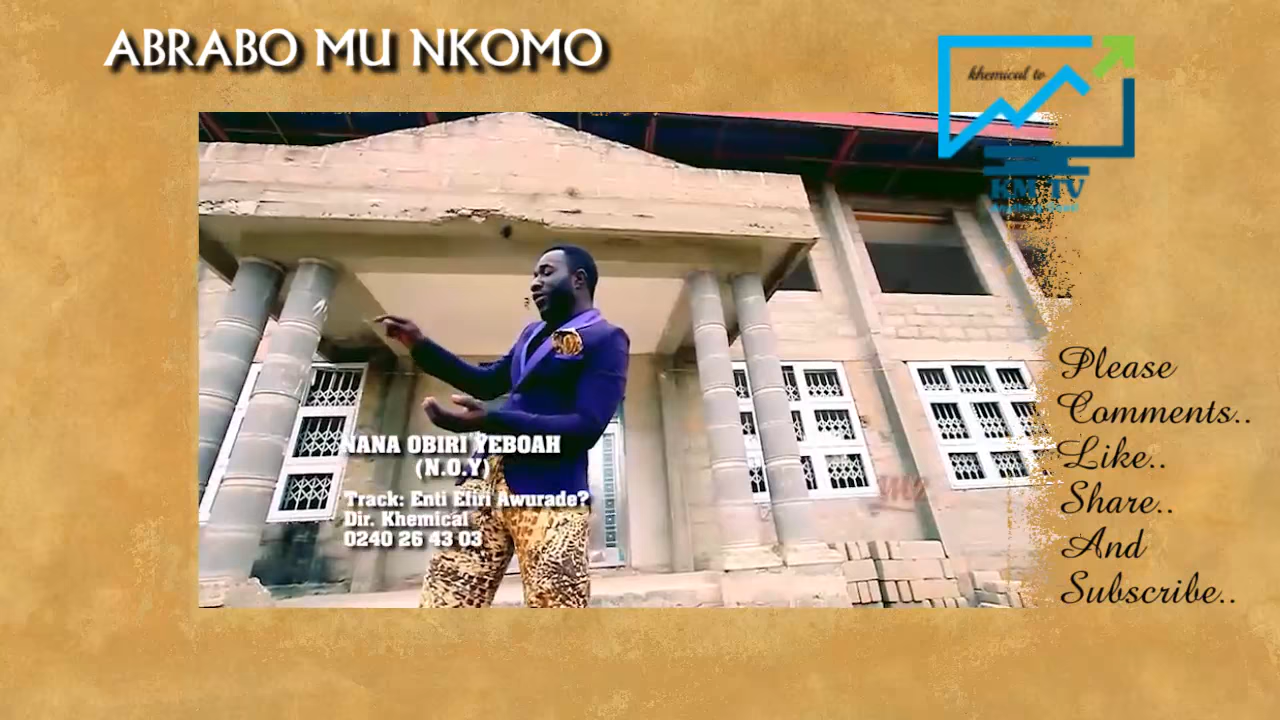 ABRABO MU NKOMO
khemical tv
KM TV
NANA OBIRI YEBOAH
(N.O.Y)
Track: Enti Efiri Awurade?
Dir. Khemical
0240 26 43 03
Please
Comments..
Like..
Share..
And
Subscribe..